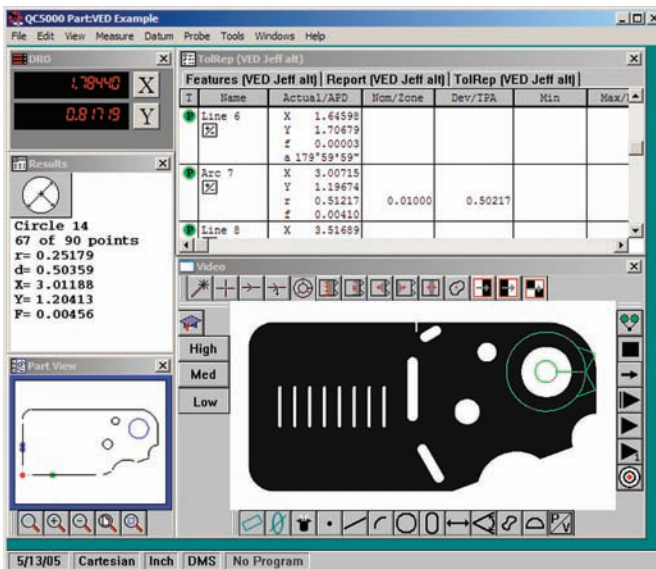 QC5000 Part:VED Example
File Edit View Measure Datum Probe Tools Windows Help
DRO
1.78440 X
0.81719 Y
Results
Circle 14
67 of 90 points
r= 0.25179
d= 0.50359
X= 3.01188
Y= 1.20413
F= 0.00456
Part View
TolRep (VED Jeff alt)
Features (VED Jeff alt) Report (VED Jeff alt) TolRep (VED Jeff alt)
T Name Actual/APD Nom/Zone Dev/TPA Min
P Line 6 X 1.64598
Y 1.70679
f 0.00003
a 179°59'59"
P Arc 7 X 3.00715
Y 1.19674
r 0.51217 0.01000 0.50217
f 0.00410
P Line 8 X 3.51689
Video
High
Med
Low
1
P/V
5/13/05 Cartesian Inch DMS No Program